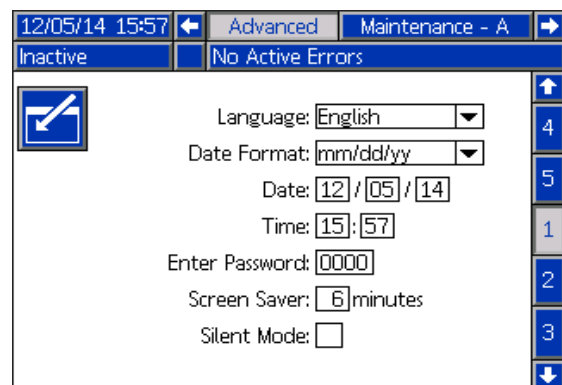 12/05/14 15:57 Advanced Maintenance - A
Inactive No Active Errors
Language: English
4
Date Format: mm/dd/yy
Date: 12 / 05 / 14
5
Time: 15 : 57
1
Enter Password: 0000
2
Screen Saver: 6 minutes
Silent Mode:
3